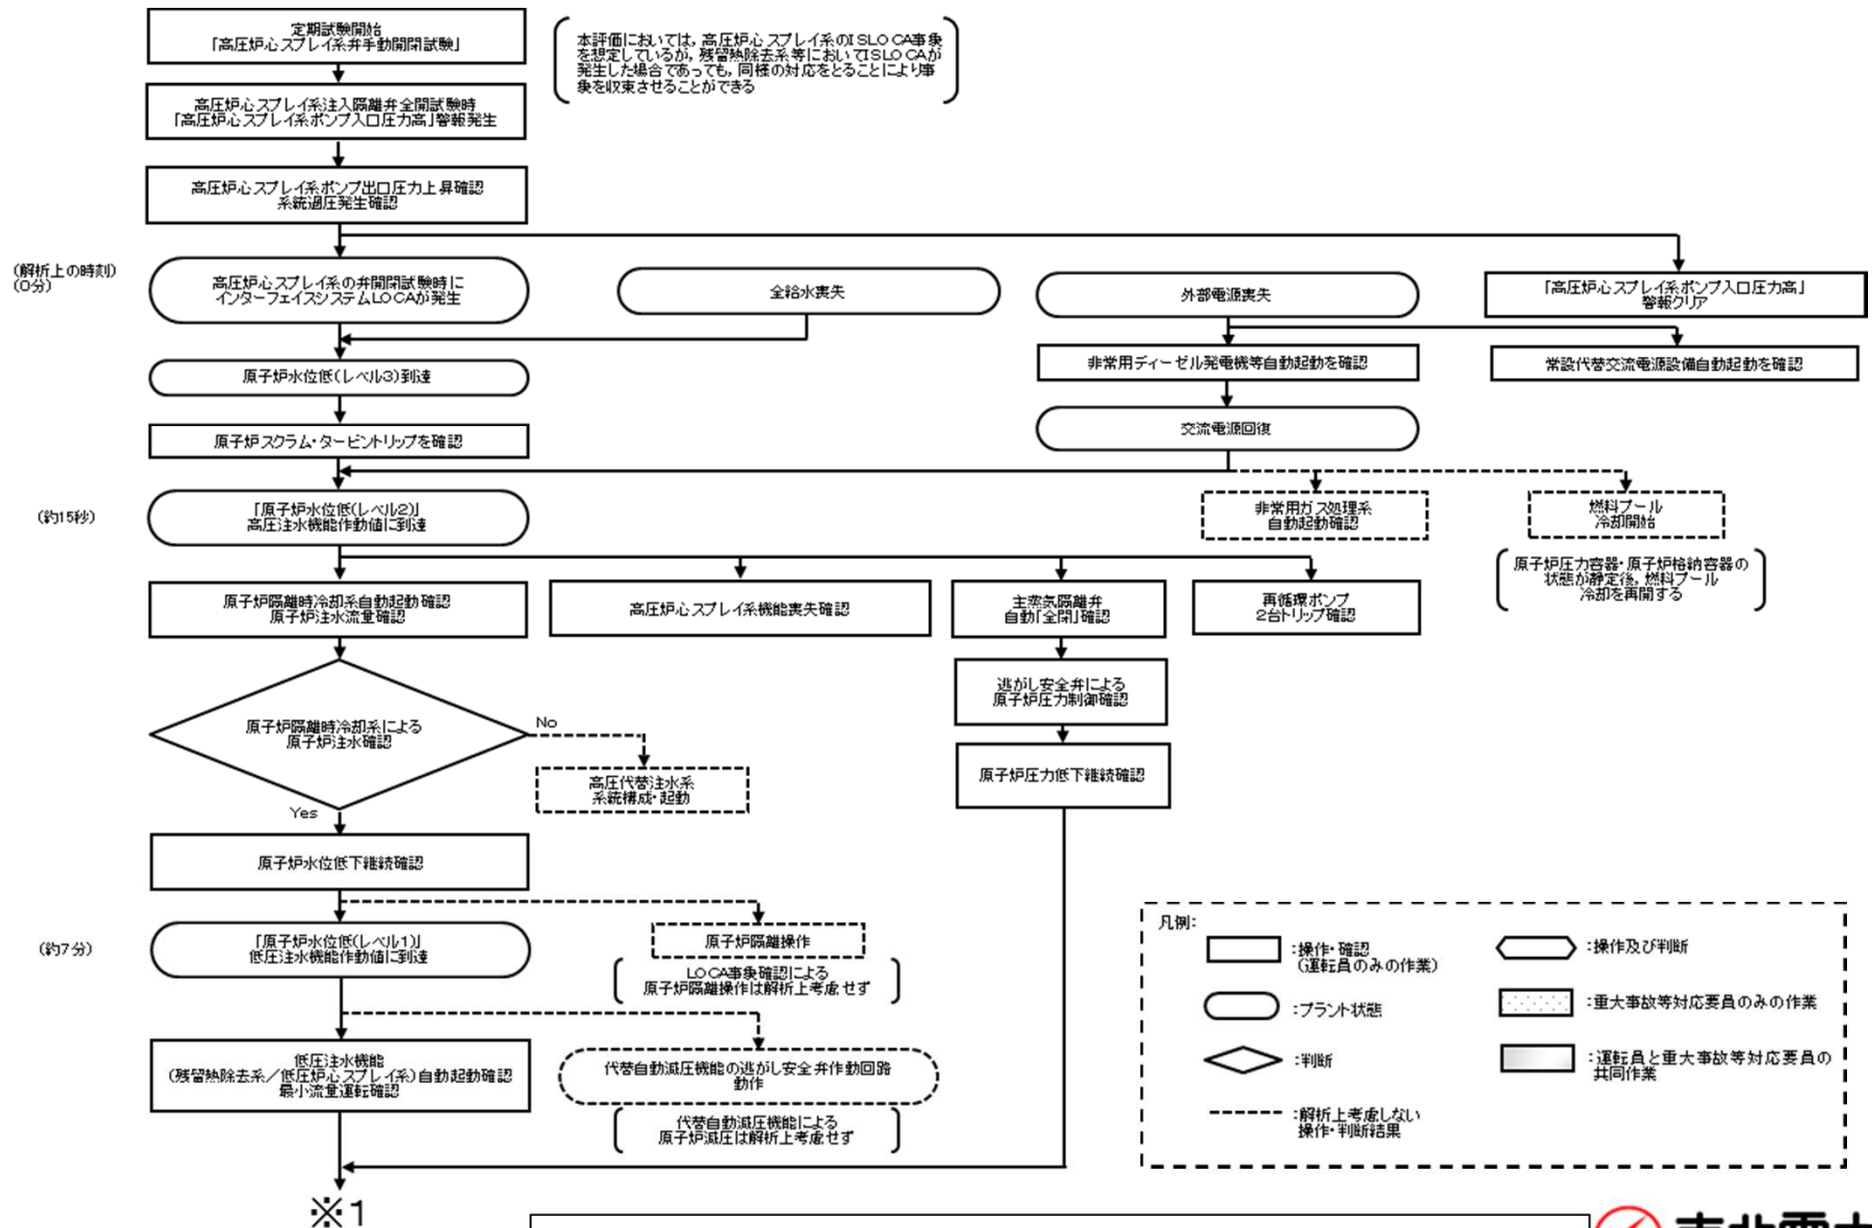 定期試験開始
「高圧炉心スプレイ系弁手動開閉試験」
本評価においては，高圧炉心スプレイ系のISLOCA事象
を想定しているが，残留熱除去系等においてISLOCAが
発生した場合であっても，同様の対応をとることにより事
象を収束させることができる
高圧炉心スプレイ系注入隔離弁全開試験時
「高圧炉心スプレイ系ポンプ入口圧力高」警報発生
高圧炉心スプレイ系ポンプ出口圧力上昇確認
系統過圧発生確認
(解析上の時刻)
(0分)
高圧炉心スプレイ系の弁開閉試験時に
インターフェイスシステムLOCAが発生
全給水喪失
外部電源喪失
「高圧炉心スプレイ系ポンプ入口圧力高」
警報クリア
原子炉水位低(レベル3)到達
非常用ディーゼル発電機等自動起動を確認
常設代替交流電源設備自動起動を確認
原子炉スクラム・タービントリップを確認
交流電源回復
(約15秒)
「原子炉水位低(レベル2)」
高圧注水機能作動値に到達
非常用ガス処理系
自動起動確認
燃料プール
冷却開始
原子炉圧力容器・原子炉格納容器の
状態が静定後，燃料プール
冷却を再開する
原子炉隔離時冷却系自動起動確認
原子炉注水流量確認
高圧炉心スプレイ系機能喪失確認
主蒸気隔離弁
自動「全閉」確認
再循環ポンプ
2台トリップ確認
逃がし安全弁による
原子炉圧力制御確認
原子炉隔離時冷却系による
原子炉注水確認
No
高圧代替注水系
系統構成・起動
原子炉圧力低下継続確認
Yes
原子炉水位低下継続確認
(約7分)
「原子炉水位低(レベル1)」
低圧注水機能作動値に到達
原子炉隔離操作
LOCA事象確認による
原子炉隔離操作は解析上考慮せず
低圧注水機能
(残留熱除去系／低圧炉心スプレイ系)自動起動確認
最小流量運転確認
代替自動減圧機能の逃がし安全弁作動回路
動作
代替自動減圧機能による
原子炉減圧は解析上考慮せず
※1
凡例：
：操作・確認
(運転員のみの作業)
：操作及び判断
：プラント状態
：重大事故等対応要員のみの作業
：判断
：運転員と重大事故等対応要員の
共同作業
：解析上考慮しない
操作・判断結果